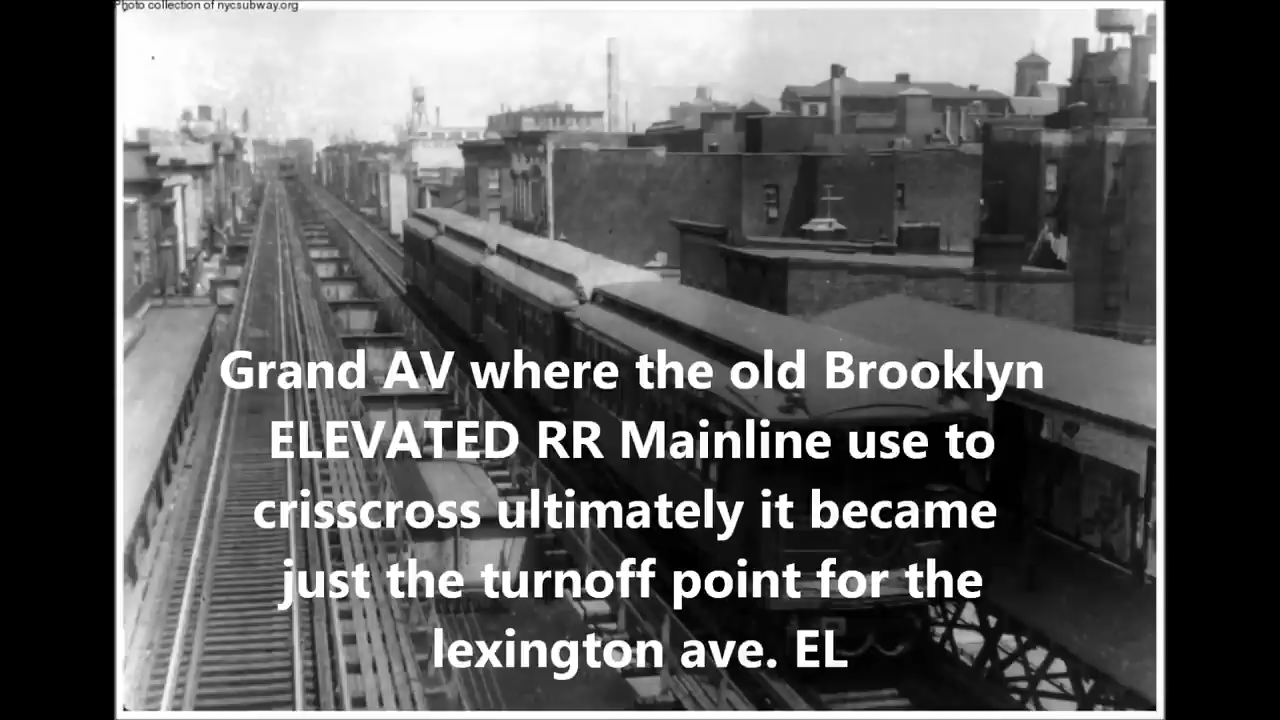 Photo collection of nycsubway.org
Grand AV where the old Brooklyn
ELEVATED RR Mainline use to
crisscross ultimately it became
just the turnoff point for the
lexington ave. EL